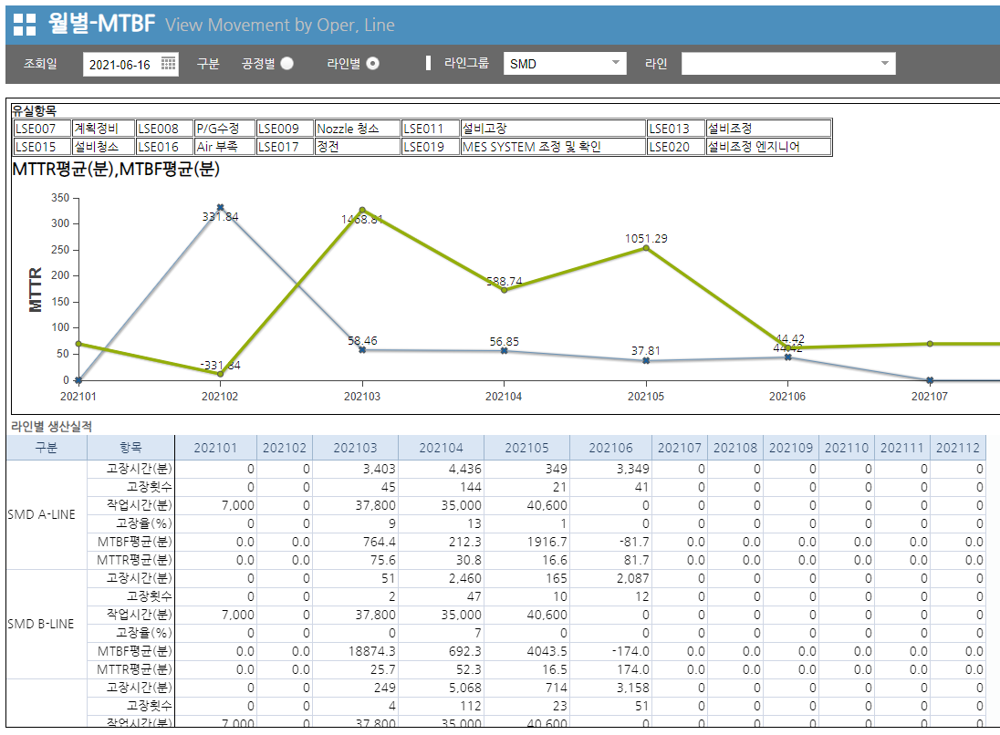 월별-MTBF View Movement by Oper, Line
조회일 2021-06-16 구분 공정별 라인별 라인그룹 SMD 라인
유실항목
LSE007 계획정비 LSE008 P/G수정 LSE009 Nozzle 청소 LSE011 설비고장 LSE013 설비조정
LSE015 설비청소 LSE016 Air 부족 LSE017 정전 LSE019 MES SYSTEM 조정 및 확인 LSE020 설비조정 엔지니어
MTTR평균(분),MTBF평균(분)
350
300
250
200
150
100
50
0
MTTR
331.84
-331.84
1468.81
58.46
588.74
56.85
1051.29
37.81
44.42
44.42
202101 202102 202103 202104 202105 202106 202107
라인별 생산실적
구분 항목 202101 202102 202103 202104 202105 202106 202107 202108 202109 202110 202111 202112
SMD A-LINE
고장시간(분) 0 0 3,403 4,436 349 3,349 0 0 0 0 0 0
고장횟수 0 0 45 144 21 41 0 0 0 0 0 0
작업시간(분) 7,000 0 37,800 35,000 40,600 0 0 0 0 0 0 0
고장율(%) 0 0 9 13 1 0 0 0 0 0 0 0
MTBF평균(분) 0.0 0.0 764.4 212.3 1916.7 -81.7 0.0 0.0 0.0 0.0 0.0 0.0
MTTR평균(분) 0.0 0.0 75.6 30.8 16.6 81.7 0.0 0.0 0.0 0.0 0.0 0.0
SMD B-LINE
고장시간(분) 0 0 51 2,460 165 2,087 0 0 0 0 0 0
고장횟수 0 0 2 47 10 12 0 0 0 0 0 0
작업시간(분) 7,000 0 37,800 35,000 40,600 0 0 0 0 0 0 0
고장율(%) 0 0 0 7 0 0 0 0 0 0 0 0
MTBF평균(분) 0.0 0.0 18874.3 692.3 4043.5 -174.0 0.0 0.0 0.0 0.0 0.0 0.0
MTTR평균(분) 0.0 0.0 25.7 52.3 16.5 174.0 0.0 0.0 0.0 0.0 0.0 0.0
고장시간(분) 0 0 249 5,068 714 3,158 0 0 0 0 0 0
고장횟수 0 0 4 112 23 51 0 0 0 0 0 0
작업시간(분) 7,000 0 37,800 35,000 40,600 0 0 0 0 0 0 0